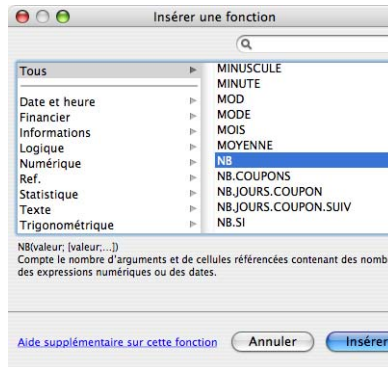 Insérer une fonction
Tous
Date et heure
Financier
Informations
Logique
Numérique
Ref.
Statistique
Texte
Trigonométrique
MINUSCULE
MINUTE
MOD
MODE
MOIS
MOYENNE
NB
NB.COUPONS
NB.JOURS.COUPON
NB.JOURS.COUPON.SUIV
NB.SI
NB(valeur; [valeur;...])
Compte le nombre d'arguments et de cellules référencées contenant des nomb
des expressions numériques ou des dates.
Aide supplémentaire sur cette fonction
Annuler
Insérer